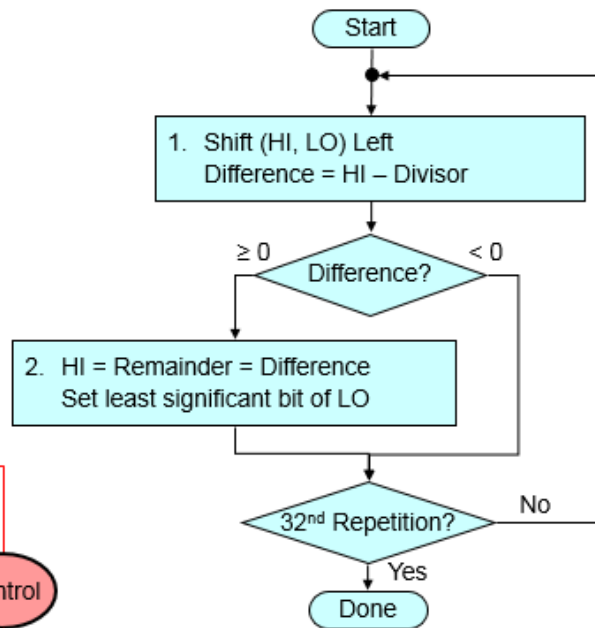 Start
1. Shift (HI, LO) Left
Difference = HI – Divisor
≥ 0
< 0
Difference?
2. HI = Remainder = Difference
Set least significant bit of LO
32nd Repetition?
No
Yes
Done